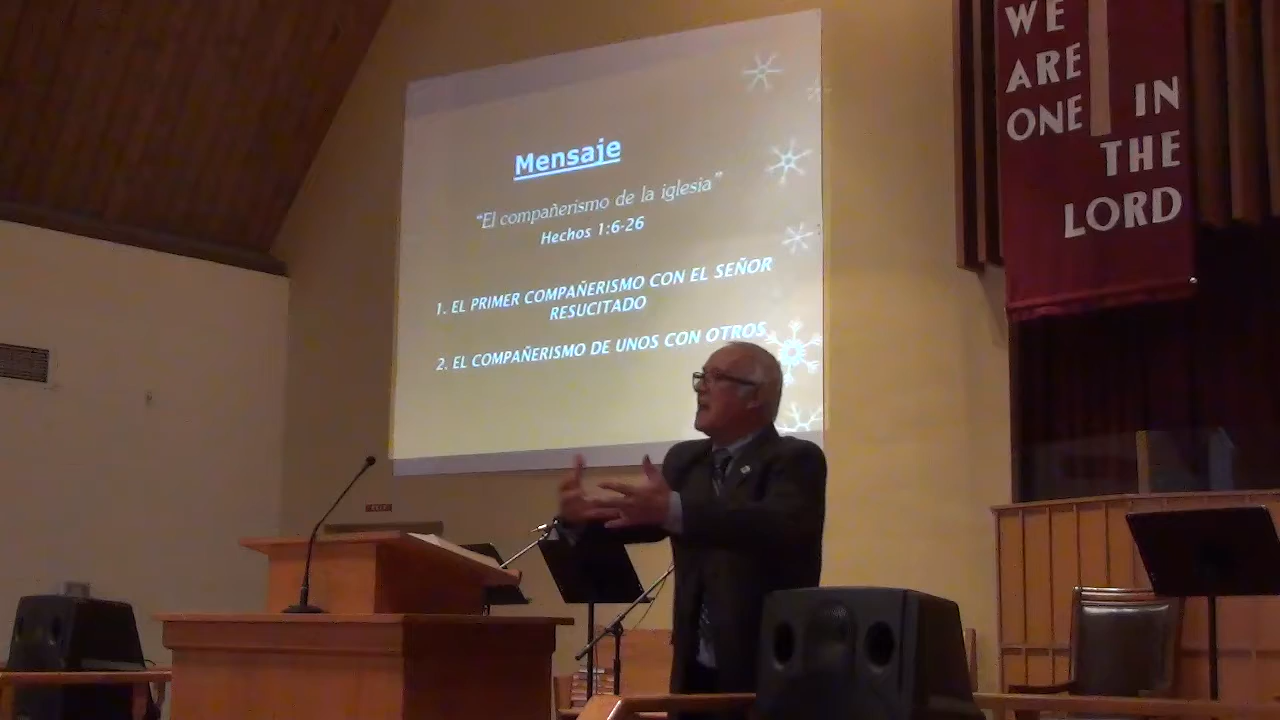 Mensaje
"El compañerismo de la iglesia"
Hechos 1:6-26
1. EL PRIMER COMPAÑERISMO CON EL SEÑOR
RESUCITADO
2. EL COMPAÑERISMO DE UNOS CON OTROS
WE
ARE
ONE IN
THE
LORD